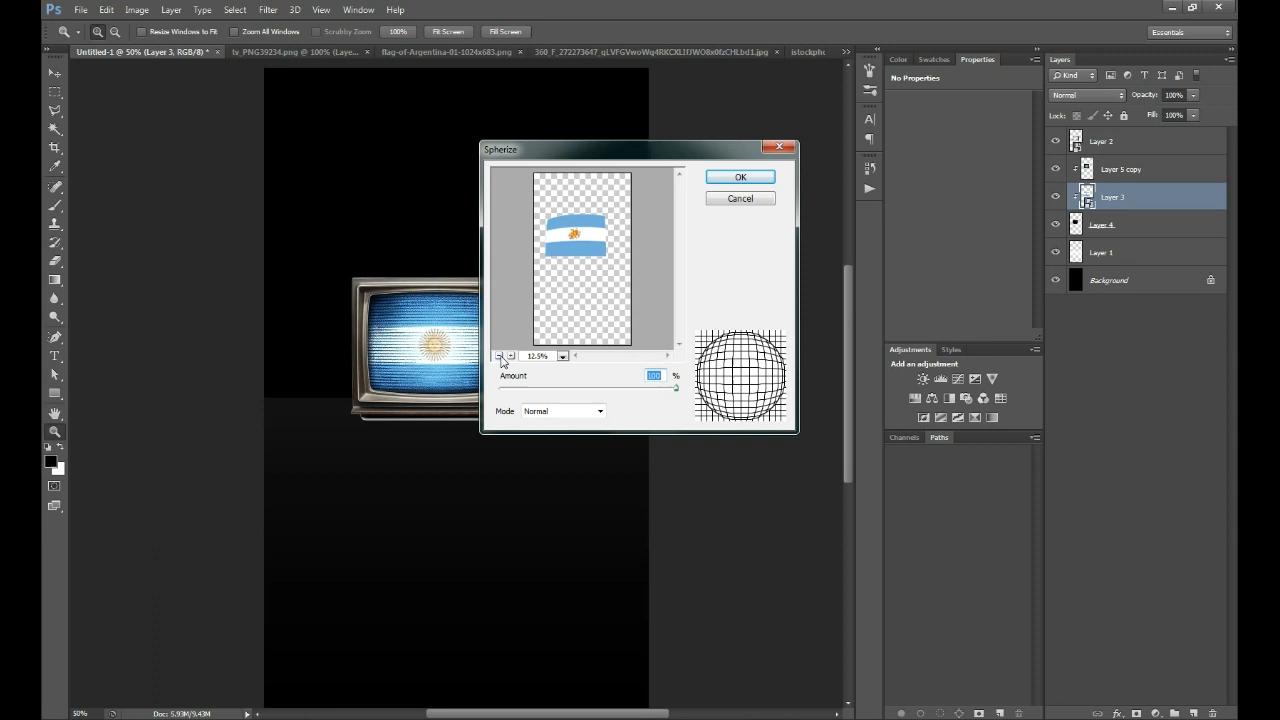 Ps File Edit Image Layer Type Select Filter 3D View Window Help
Resize Windows to Fit Zoom All Windows Scrubby Zoom 100% Fit Screen Fill Screen Essentials
Untitled-1 @ 50% (Layer 3, RGB/8) * × tv_PNG39234.png @ 100% (Laye... × flag-of-Argentina-01-1024x683.png ×
Color Swatches Properties
No Properties
Layers
Kind
Normal Opacity: 100%
Lock: Fill: 100%
Layer 2
Layer 5 copy
Layer 3
Layer 4
Layer 1
Background
Spherize
OK
Cancel
12.5%
Amount 100 %
Mode Normal
Adjustments Styles
Add an adjustment
Channels Paths
50% Doc: 5.93M/9.43M